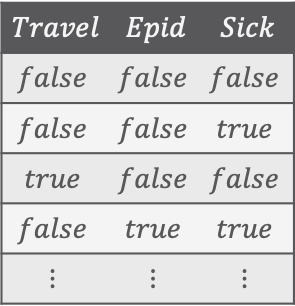 Travel Epid Sick
false false false
false false true
true false false
false true true
⋮ ⋮ ⋮